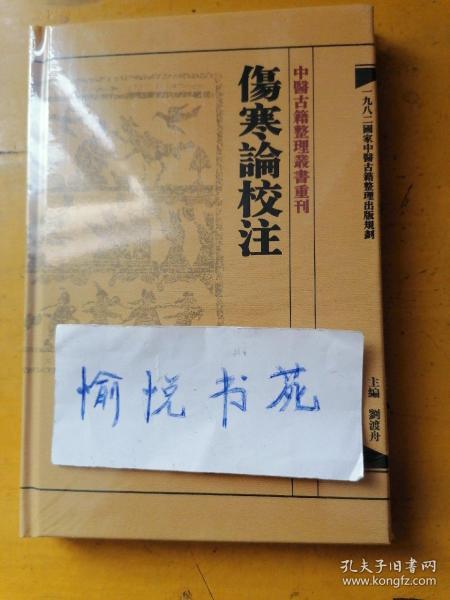 一九八二國家中醫古籍整理出版規劃
中醫古籍整理叢書重刊
傷寒論校注
主編 劉渡舟
愉悦书苑
孔夫子旧书网
www.kongfz.com